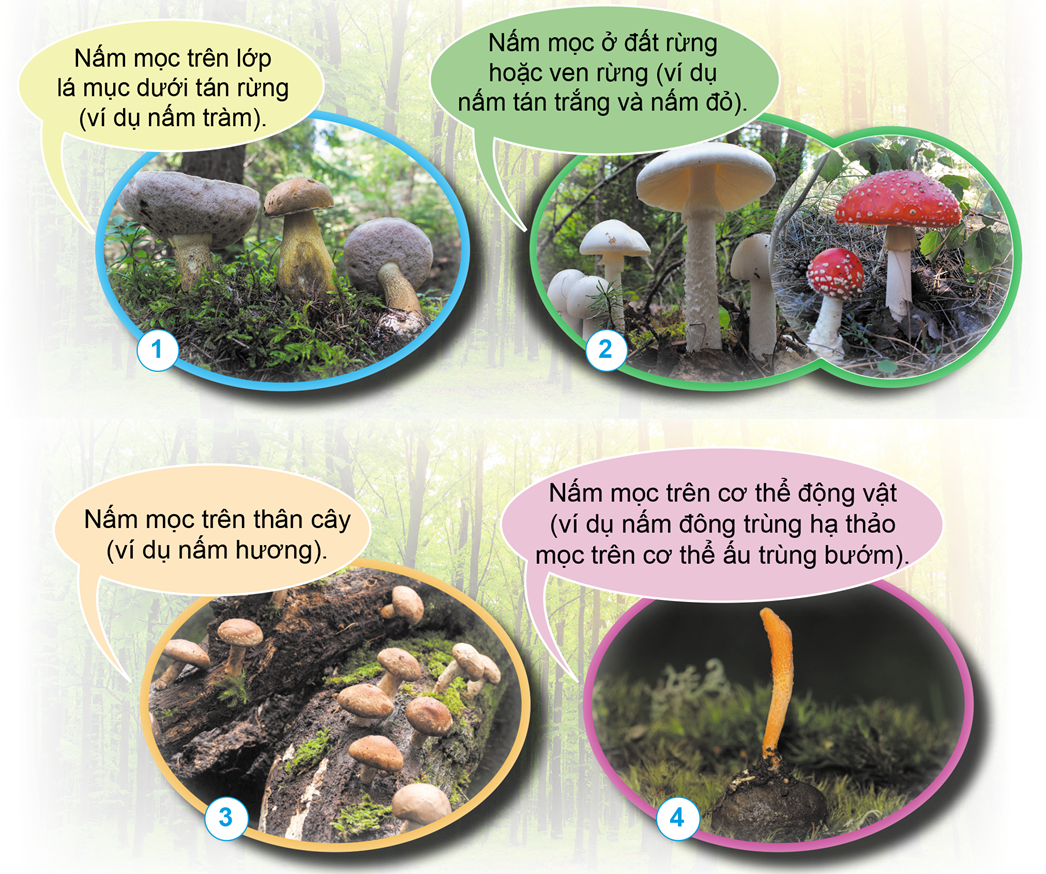 Nấm mọc trên lớp
lá mục dưới tán rừng
(ví dụ nấm tràm).
Nấm mọc ở đất rừng
hoặc ven rừng (ví dụ
nấm tán trắng và nấm đỏ).
1
2
Nấm mọc trên thân cây
(ví dụ nấm hương).
Nấm mọc trên cơ thể động vật
(ví dụ nấm đông trùng hạ thảo
mọc trên cơ thể ấu trùng bướm).
3
4